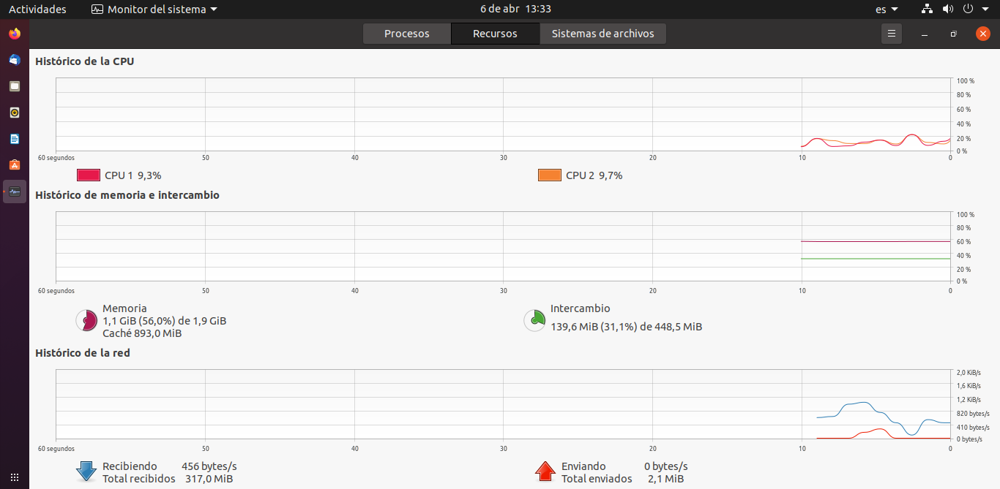 Actividades Monitor del sistema 6 de abr 13:33 es
Procesos Recursos Sistemas de archivos
Histórico de la CPU
100 %
80 %
60 %
40 %
20 %
0 %
60 segundos 50 40 30 20 10 0
CPU 1 9,3% CPU 2 9,7%
Histórico de memoria e intercambio
100 %
80 %
60 %
40 %
20 %
0 %
60 segundos 50 40 30 20 10 0
Memoria
1,1 GiB (56,0%) de 1,9 GiB
Caché 893,0 MiB
Intercambio
139,6 MiB (31,1%) de 448,5 MiB
Histórico de la red
2,0 KiB/s
1,6 KiB/s
1,2 KiB/s
820 bytes/s
410 bytes/s
0 bytes/s
60 segundos 50 40 30 20 10 0
Recibiendo 456 bytes/s
Total recibidos 317,0 MiB
Enviando 0 bytes/s
Total enviados 2,1 MiB